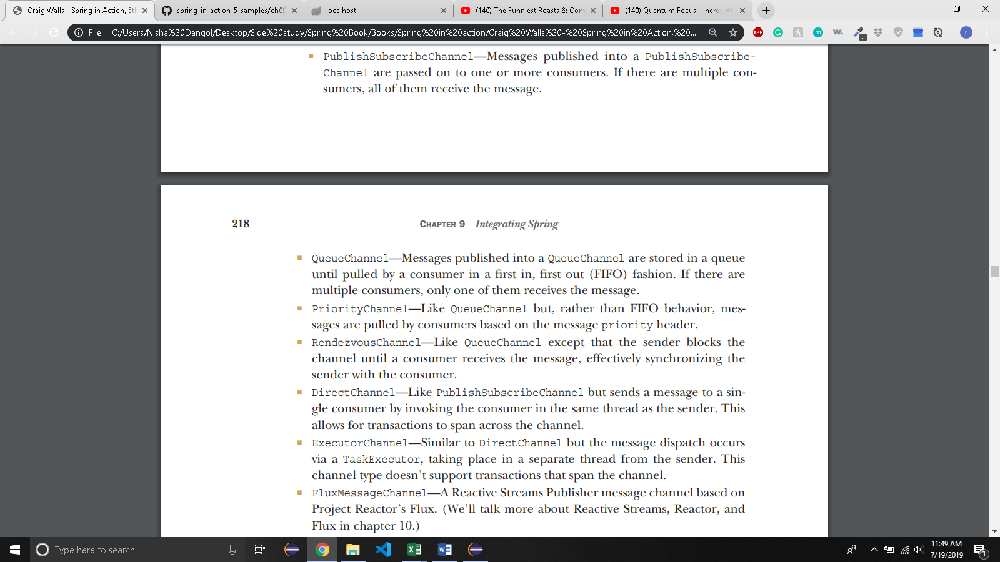 Craig Walls - Spring in Action, 5th
spring-in-action-5-samples/ch09
localhost
(140) The Funniest Roasts & Com
(140) Quantum Focus - Increa
File
C:/Users/Nisha%20Dangol/Desktop/Side%20study/Spring%20Book/Books/Spring%20in%20action/Craig%20Walls%20-%20Spring%20in%20Action,%20...
ABP
m
w.
r
PublishSubscribeChannel—Messages published into a PublishSubscribe-
Channel are passed on to one or more consumers. If there are multiple con-
sumers, all of them receive the message.
218
CHAPTER 9 Integrating Spring
QueueChannel—Messages published into a QueueChannel are stored in a queue
until pulled by a consumer in a first in, first out (FIFO) fashion. If there are
multiple consumers, only one of them receives the message.
PriorityChannel—Like QueueChannel but, rather than FIFO behavior, mes-
sages are pulled by consumers based on the message priority header.
RendezvousChannel—Like QueueChannel except that the sender blocks the
channel until a consumer receives the message, effectively synchronizing the
sender with the consumer.
DirectChannel—Like PublishSubscribeChannel but sends a message to a sin-
gle consumer by invoking the consumer in the same thread as the sender. This
allows for transactions to span across the channel.
ExecutorChannel—Similar to DirectChannel but the message dispatch occurs
via a TaskExecutor, taking place in a separate thread from the sender. This
channel type doesn't support transactions that span the channel.
FluxMessageChannel—A Reactive Streams Publisher message channel based on
Project Reactor's Flux. (We'll talk more about Reactive Streams, Reactor, and
Flux in chapter 10.)
Type here to search
11:49 AM
7/19/2019
1